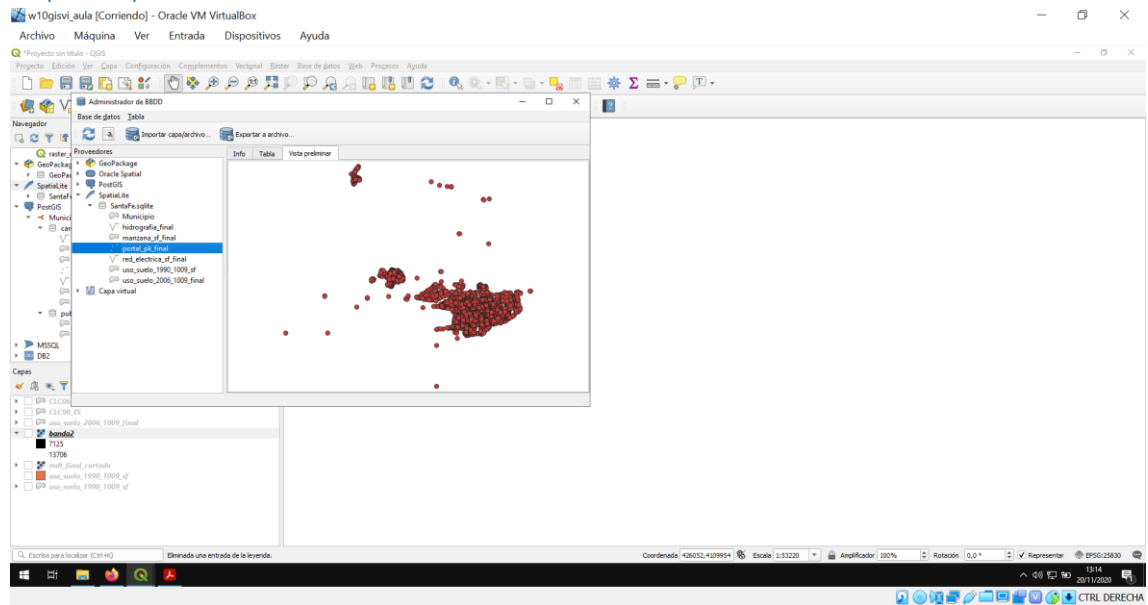 w10gisvi_aula [Corriendo] - Oracle VM VirtualBox
Archivo Máquina Ver Entrada Dispositivos Ayuda
*Proyecto sin título - QGIS
Proyecto Edición Ver Capa Configuración Complementos Vectorial Ráster Base de datos Web Procesos Ayuda
Administrador de BBDD
Base de datos Tabla
Importar capa/archivo... Exportar a archivo...
Navegador
Proveedores
Info Tabla Vista preliminar
GeoPackage
Oracle Spatial
PostGIS
SpatiaLite
SantaFe.sqlite
Municipio
hidrografia_final
manzana_sf_final
portal_pk_final
red_electrica_sf_final
uso_suelo_1990_1009_sf
uso_suelo_2006_1009_final
Capa virtual
SpatiaLite
PostGIS
MSSQL
DB2
Capas
CLC90_ES
uso_suelo_2006_1009_final
banda2
7125
13706
mdt_final_cortado
uso_suelo_1990_1009_sf
uso_suelo_1990_1009_sf
Escriba para localizar (Ctrl+K) Eliminada una entrada de la leyenda. Coordenada 426052,4109954 Escala 1:53220 Amplificador 100% Rotación 0,0 ° Representar EPSG:25830
13:14
20/11/2020
CTRL DERECHA